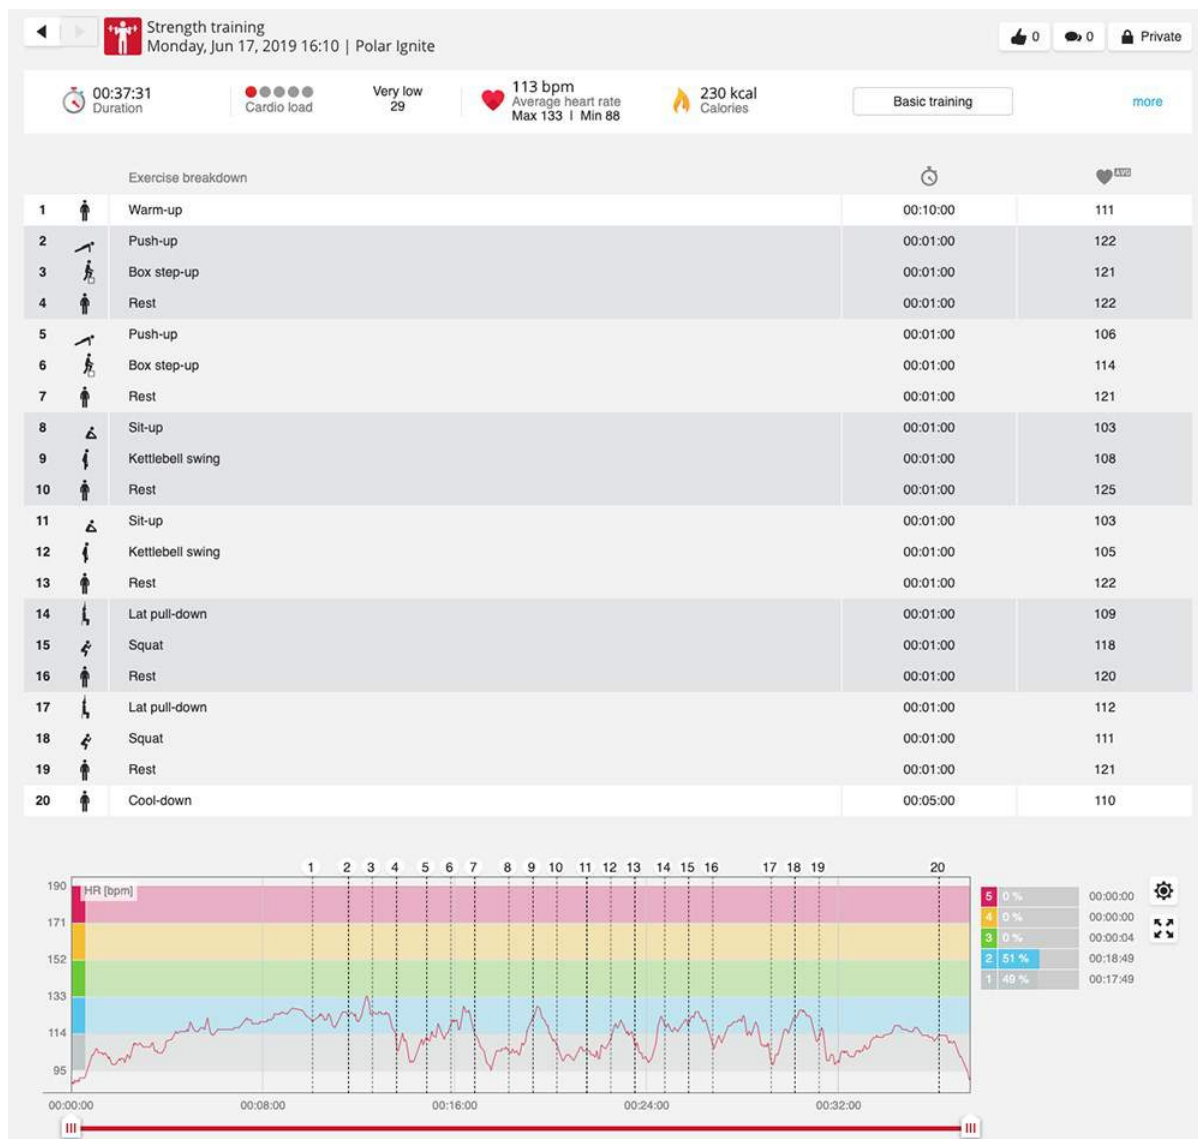 Strength training
Monday, Jun 17, 2019 16:10 | Polar Ignite
0 0 Private
00:37:31
Duration
Cardio load
Very low
29
113 bpm
Average heart rate
Max 133 | Min 88
230 kcal
Calories
Basic training
more
Exercise breakdown AVG
1 Warm-up 00:10:00 111
2 Push-up 00:01:00 122
3 Box step-up 00:01:00 121
4 Rest 00:01:00 122
5 Push-up 00:01:00 106
6 Box step-up 00:01:00 114
7 Rest 00:01:00 121
8 Sit-up 00:01:00 103
9 Kettlebell swing 00:01:00 108
10 Rest 00:01:00 125
11 Sit-up 00:01:00 103
12 Kettlebell swing 00:01:00 105
13 Rest 00:01:00 122
14 Lat pull-down 00:01:00 109
15 Squat 00:01:00 118
16 Rest 00:01:00 120
17 Lat pull-down 00:01:00 112
18 Squat 00:01:00 111
19 Rest 00:01:00 121
20 Cool-down 00:05:00 110
1 2 3 4 5 6 7 8 9 10 11 12 13 14 15 16 17 18 19 20
HR [bpm]
190
171
152
133
114
95
00:00:00 00:08:00 00:16:00 00:24:00 00:32:00
5 0 % 00:00:00
4 0 % 00:00:00
3 0 % 00:00:04
2 51 % 00:18:49
1 49 % 00:17:49